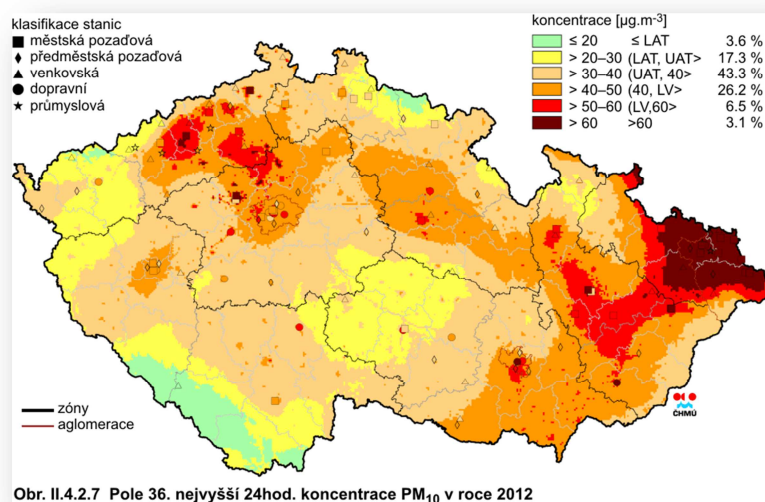 klasifikace stanic
městská pozaďová
předměstská pozaďová
venkovská
dopravní
průmyslová
koncentrace [µg.m⁻³]
≤ 20 ≤ LAT 3.6 %
> 20–30 (LAT, UAT> 17.3 %
> 30–40 (UAT, 40> 43.3 %
> 40–50 (40, LV> 26.2 %
> 50–60 (LV,60> 6.5 %
> 60 >60 3.1 %
zóny
aglomerace
ČHMÚ
Obr. II.4.2.7 Pole 36. nejvyšší 24hod. koncentrace PM₁₀ v roce 2012